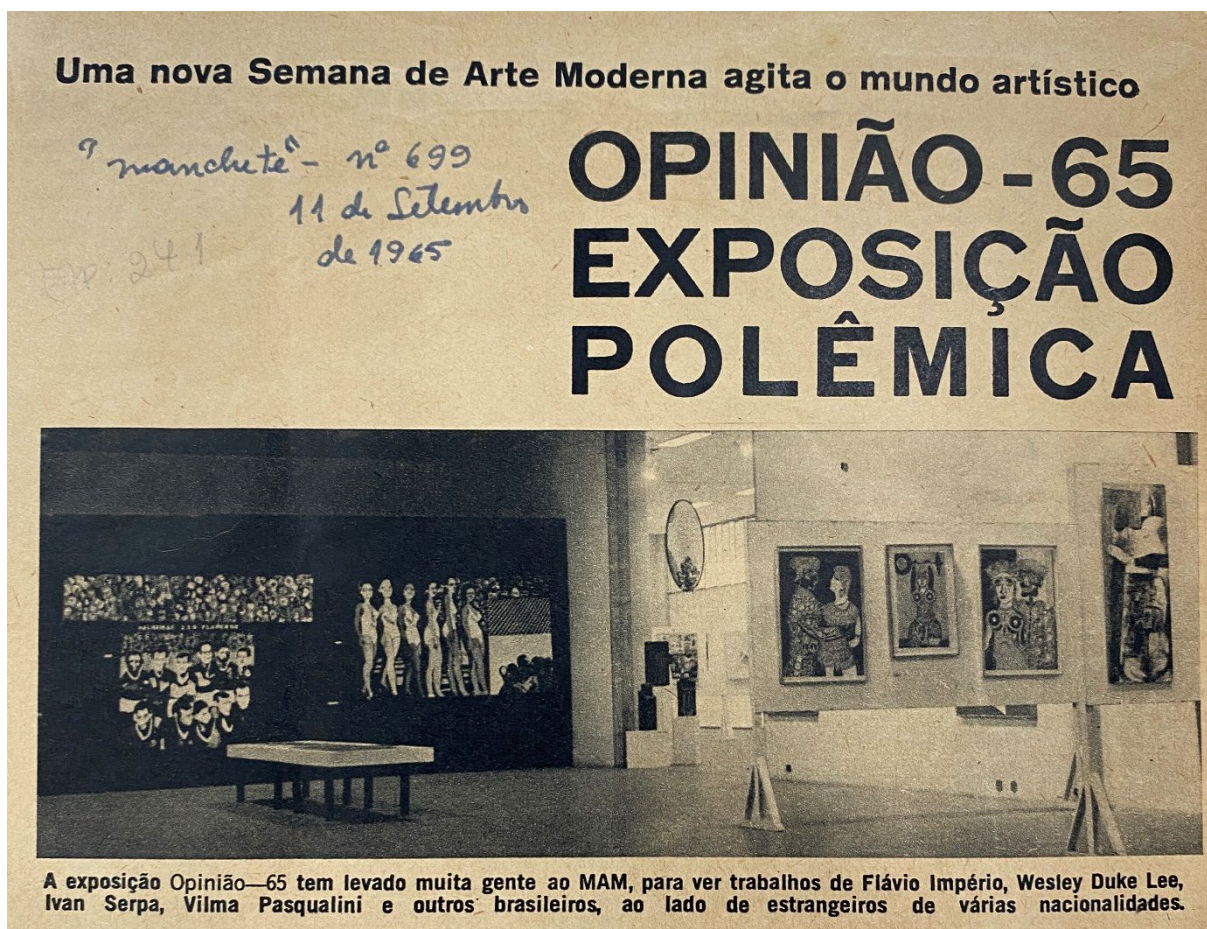 Uma nova Semana de Arte Moderna agita o mundo artístico
"manchete" - nº 699
11 de Setembro
de 1965
EXP: 241
OPINIÃO - 65
EXPOSIÇÃO
POLÊMICA
A exposição Opinião—65 tem levado muita gente ao MAM, para ver trabalhos de Flávio Império, Wesley Duke Lee,
Ivan Serpa, Vilma Pasqualini e outros brasileiros, ao lado de estrangeiros de várias nacionalidades.